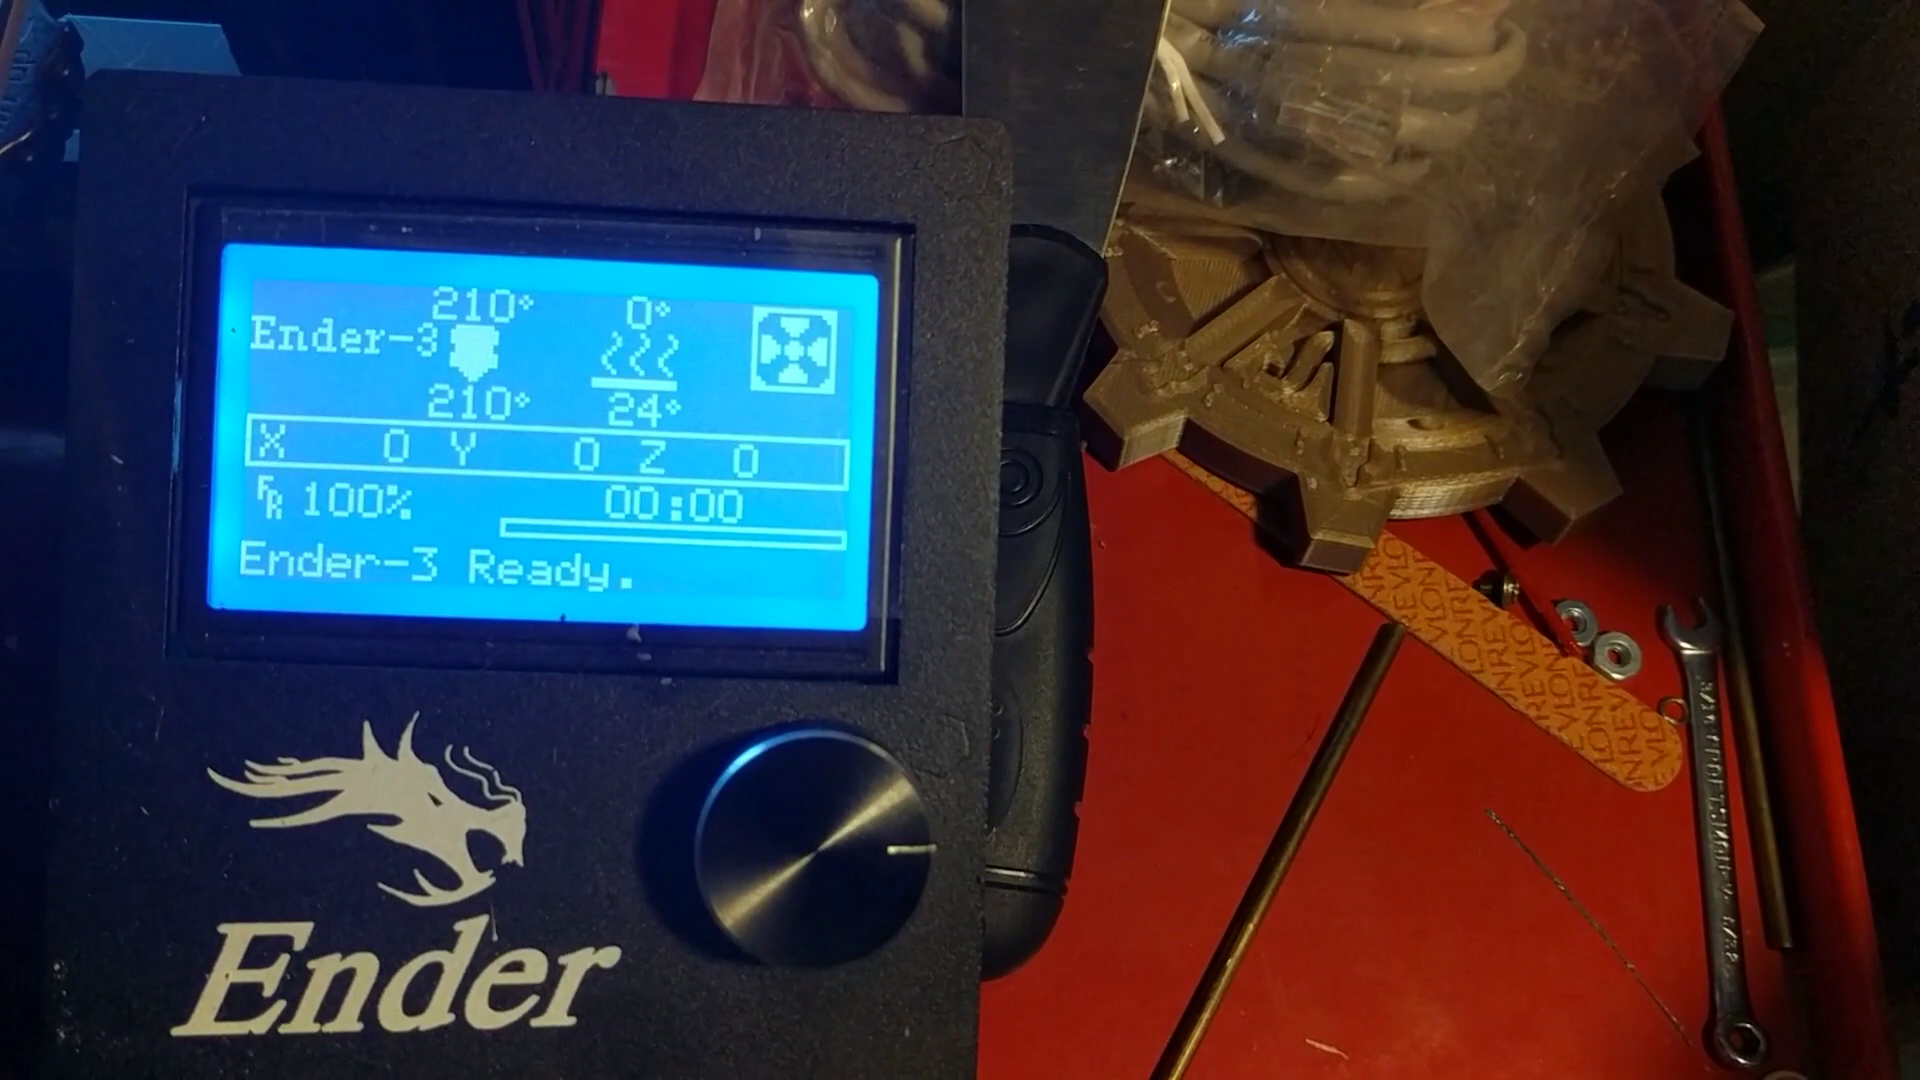 210° 0°
Ender-3
210° 24°
X 0 Y 0 Z 0
FR 100% 00:00
Ender-3 Ready.
Ender
REVLON
REVLON
REVLON